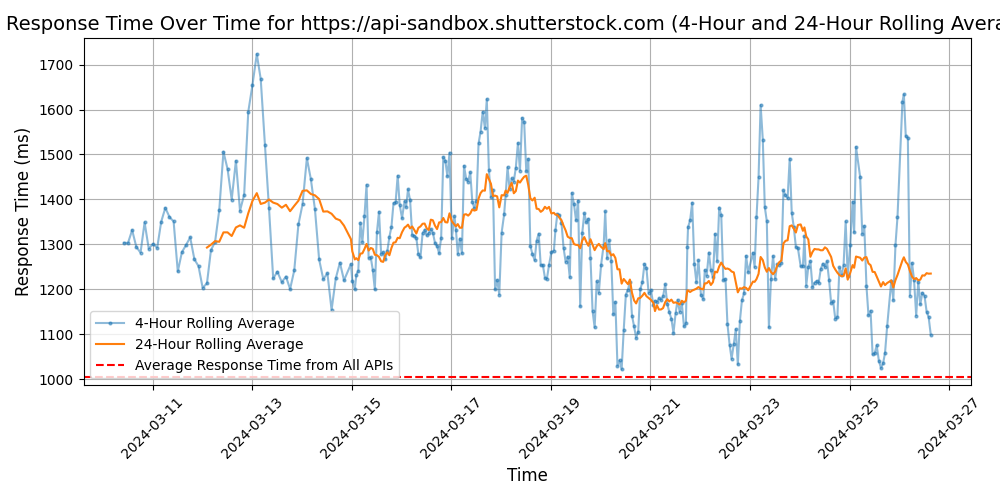 Response Time Over Time for https://api-sandbox.shutterstock.com (4-Hour and 24-Hour Rolling Avera
Response Time (ms)
1700
1600
1500
1400
1300
1200
1100
1000
4-Hour Rolling Average
24-Hour Rolling Average
Average Response Time from All APIs
2024-03-11
2024-03-13
2024-03-15
2024-03-17
2024-03-19
2024-03-21
2024-03-23
2024-03-25
2024-03-27
Time